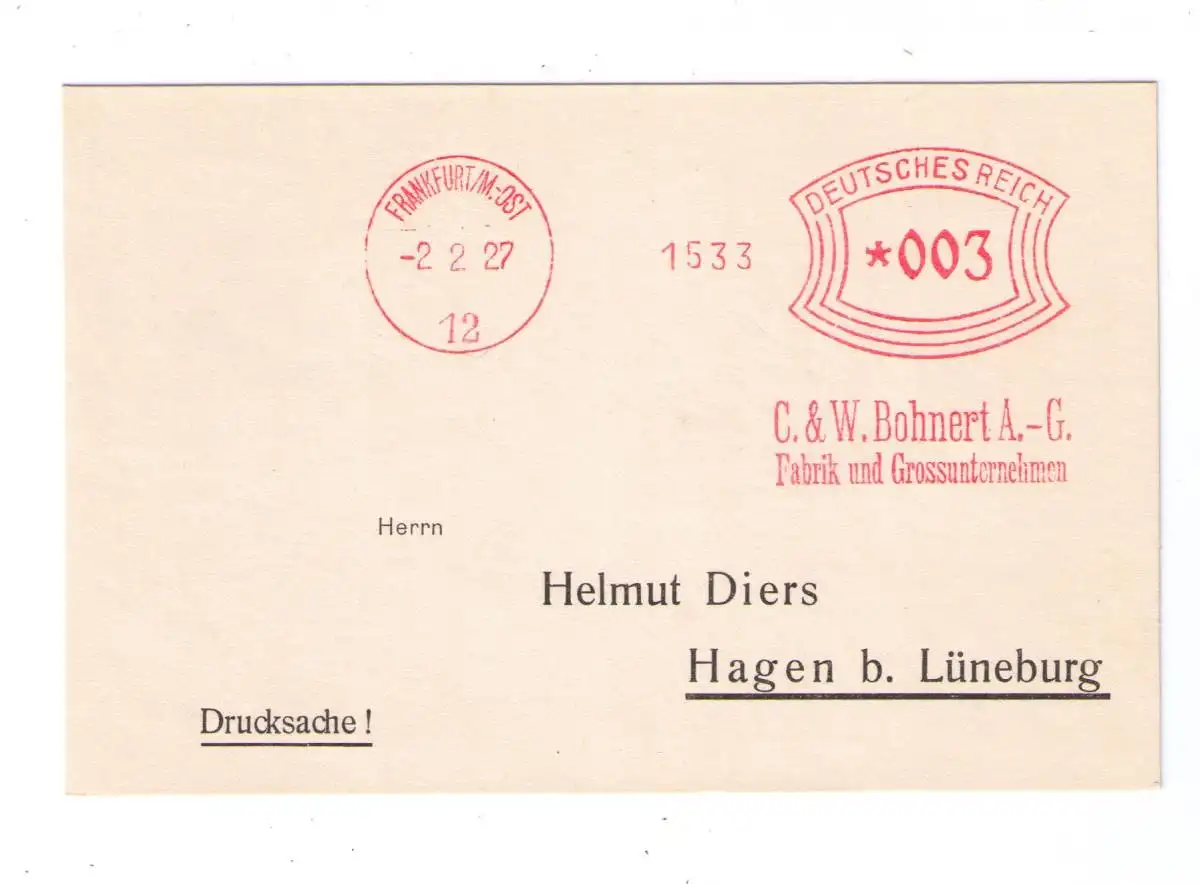 FRANKFURT/M.-OST
-2 2 27
12
1533
DEUTSCHES REICH
*003
C. & W. Bohnert A.-G.
Fabrik und Grossunternehmen
Herrn
Helmut Diers
Hagen b. Lüneburg
Drucksache!